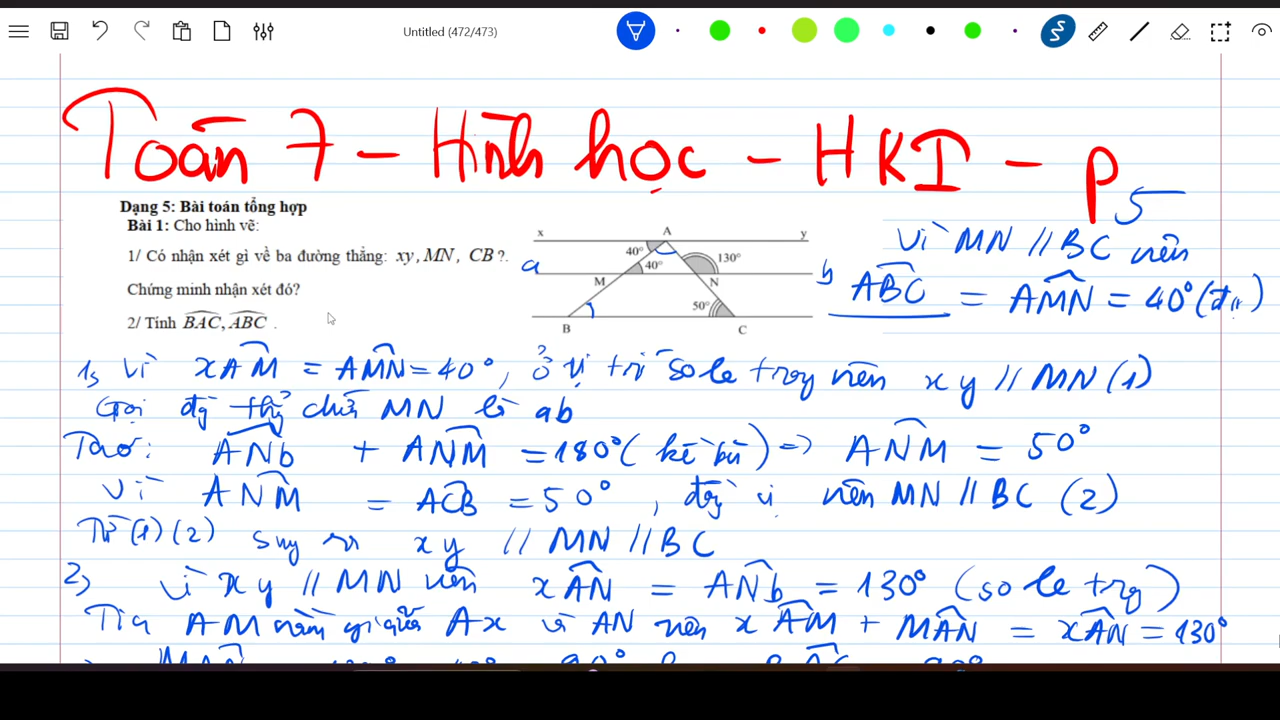 Untitled (472/473)
Toán 7 - Hình học - HKI - P5
Dạng 5: Bài toán tổng hợp
Bài 1: Cho hình vẽ:
1/ Có nhận xét gì về ba đường thẳng: xy, MN, CB ?.
Chứng minh nhận xét đó?
2/ Tính BAC, ABC .
x A y
40° 40° 130°
a M N b
50°
B C
Vì MN // BC nên
ABC = AMN = 40° (đ
1, Vì xAM = AMN = 40°, ở vị trí so le trong nên xy // MN (1)
Gọi đg thg chứa MN là ab
Ta có: ANb + ANM = 180° (kề bù) => ANM = 50°
Vì ANM = ACB = 50°, đồng vị nên MN // BC (2)
Từ (1) (2) suy ra xy // MN // BC
2, Vì xy // MN nên xAN = ANb = 130° (so le trg)
Tia AM nằm giữa Ax và AN nên xAM + MAN = xAN = 130°